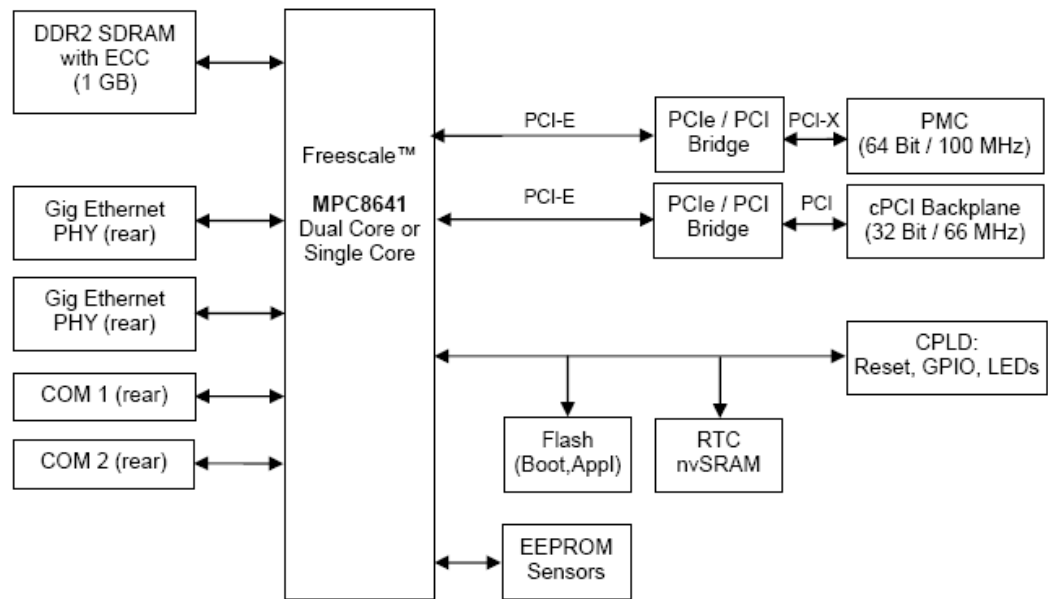 DDR2 SDRAM
with ECC
(1 GB)
Gig Ethernet
PHY (rear)
Gig Ethernet
PHY (rear)
COM 1 (rear)
COM 2 (rear)
Freescale™
MPC8641
Dual Core or
Single Core
PCI-E
PCIe / PCI
Bridge
PCI-X
PMC
(64 Bit / 100 MHz)
PCI-E
PCIe / PCI
Bridge
PCI
cPCI Backplane
(32 Bit / 66 MHz)
CPLD:
Reset, GPIO, LEDs
Flash
(Boot,Appl)
RTC
nvSRAM
EEPROM
Sensors